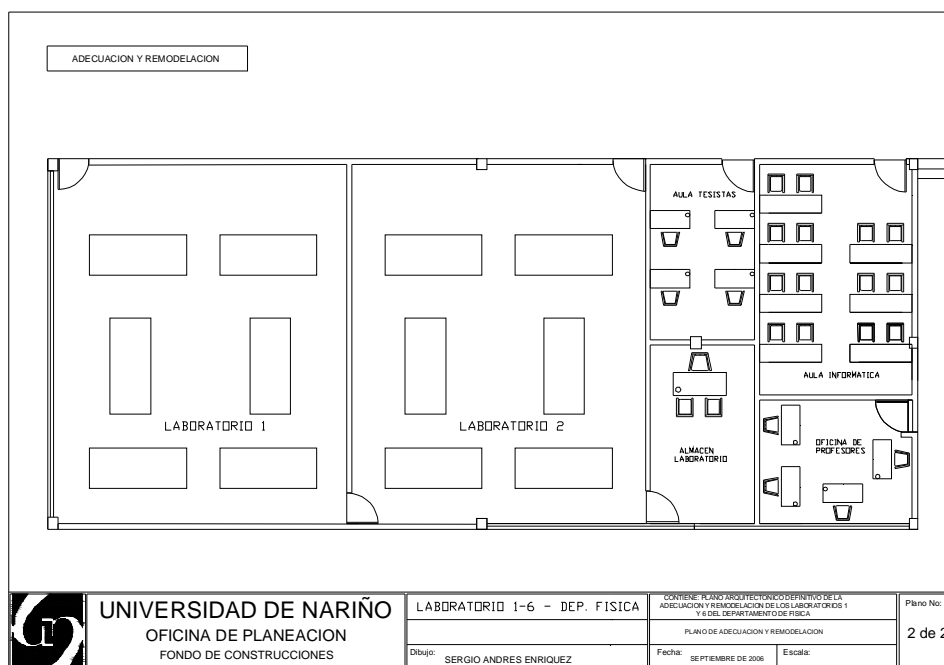 ADECUACION Y REMODELACION
AULA TESISTAS
AULA INFORMATICA
LABORATORIO 1
LABORATORIO 2
ALMACEN
LABORATORIO
OFICINA DE
PROFESORES
UNIVERSIDAD DE NARIÑO
OFICINA DE PLANEACION
FONDO DE CONSTRUCCIONES
LABORATORIO 1-6 - DEP. FISICA
Dibujo:
SERGIO ANDRES ENRIQUEZ
CONTIENE: PLANO ARQUITECTONICO DEFINITIVO DE LA
ADECUACION Y REMODELACION DE LOS LABORATORIOS 1
Y 6 DEL DEPARTAMENTO DE FISICA
PLANO DE ADECUACION Y REMODELACION
Fecha:
SEPTIEMBRE DE 2006
Escala:
Plano No:
2 de 2